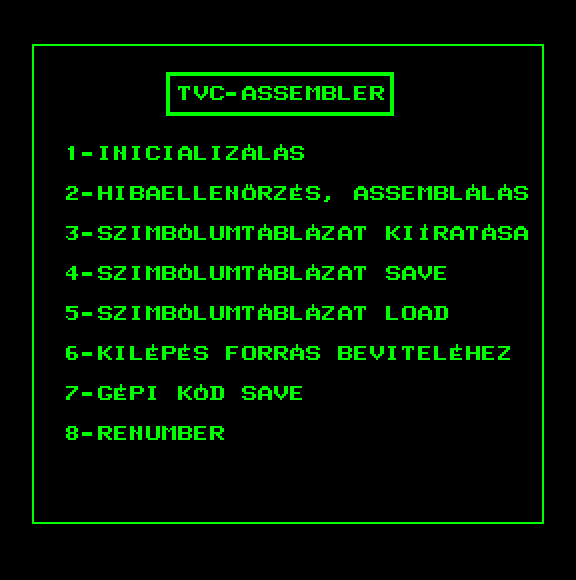 TVC-ASSEMBLER
1-INICIALIZÁLÁS
2-HIBAELLENŐRZÉS, ASSEMBLÁLÁS
3-SZIMBÓLUMTÁBLÁZAT KIÍRATÁSA
4-SZIMBÓLUMTÁBLÁZAT SAVE
5-SZIMBÓLUMTÁBLÁZAT LOAD
6-KILÉPÉS FORRÁS BEVITELÉHEZ
7-GÉPI KÓD SAVE
8-RENUMBER